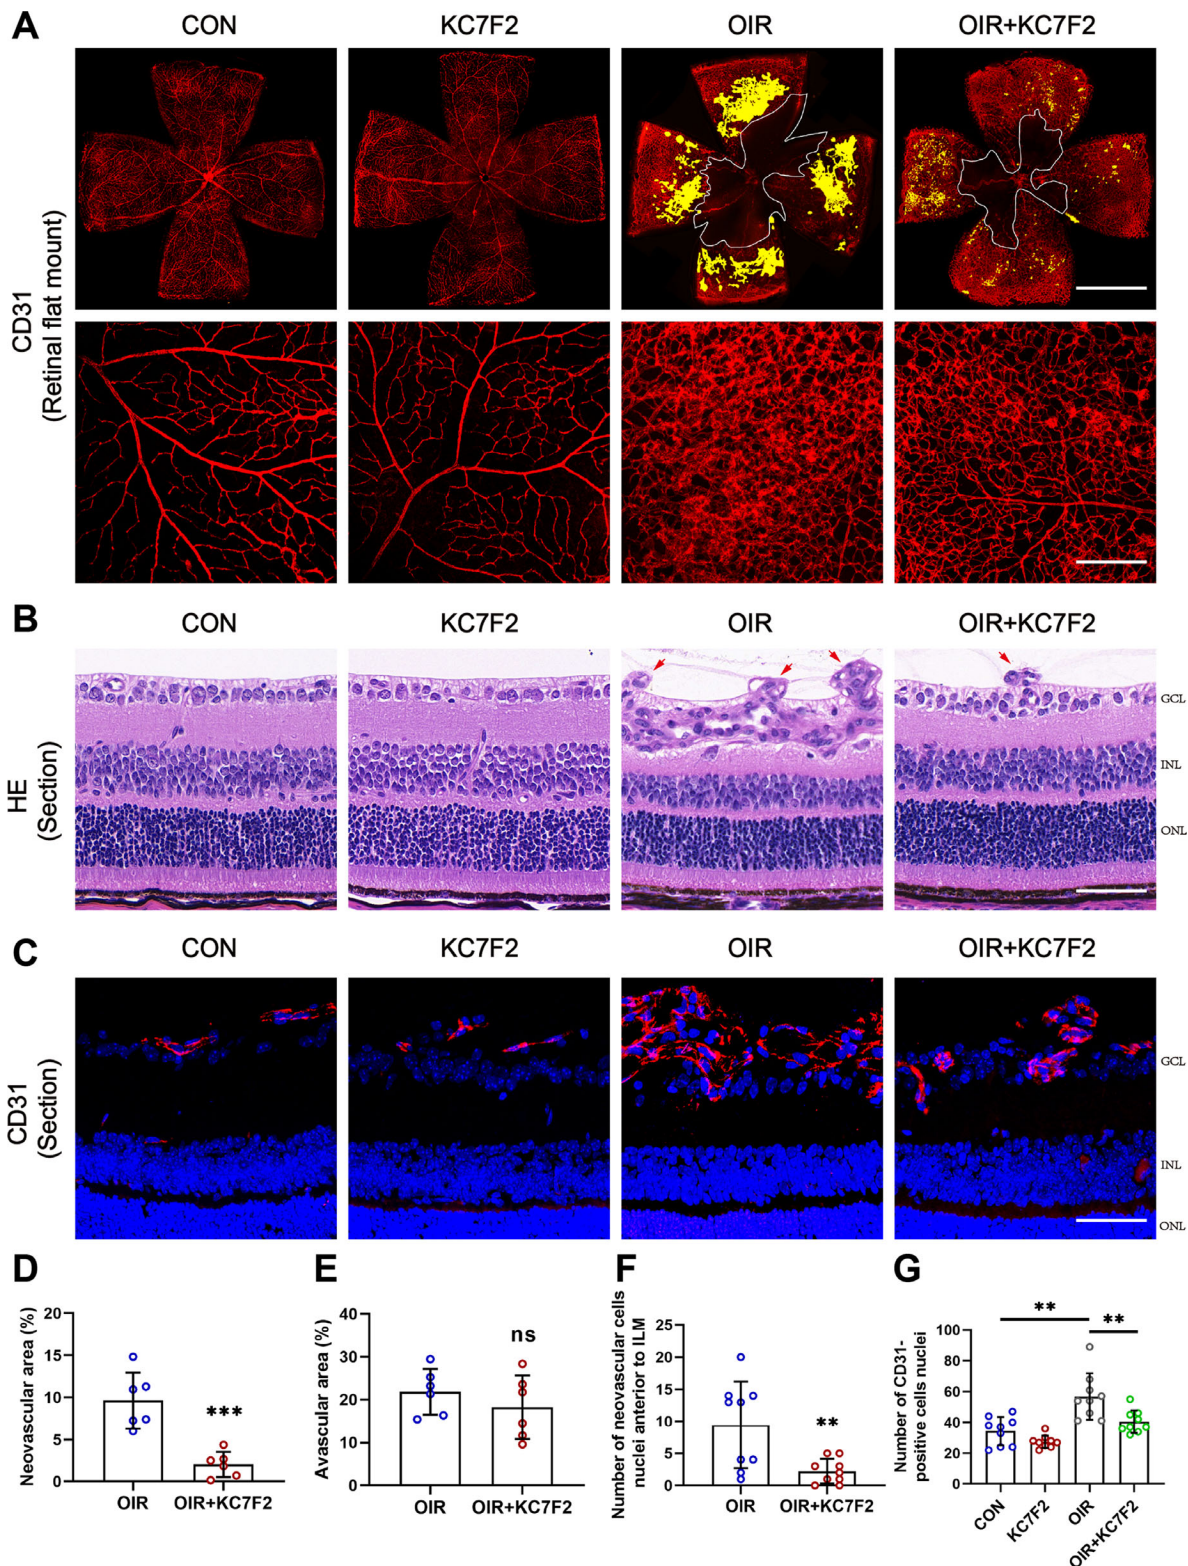 A
CON
KC7F2
OIR
OIR+KC7F2
CD31
(Retinal flat mount)
B
CON
KC7F2
OIR
OIR+KC7F2
HE
(Section)
GCL
INL
ONL
C
CON
KC7F2
OIR
OIR+KC7F2
CD31
(Section)
GCL
INL
ONL
D
Neovascular area (%)
20
15
10
5
0
***
OIR
OIR+KC7F2
E
Avascular area (%)
40
30
20
10
0
ns
OIR
OIR+KC7F2
F
Number of neovascular cells
nuclei anterior to ILM
25
20
15
10
5
0
**
OIR
OIR+KC7F2
G
Number of CD31-
positive cells nuclei
100
80
60
40
20
0
**
**
CON
KC7F2
OIR
OIR+KC7F2